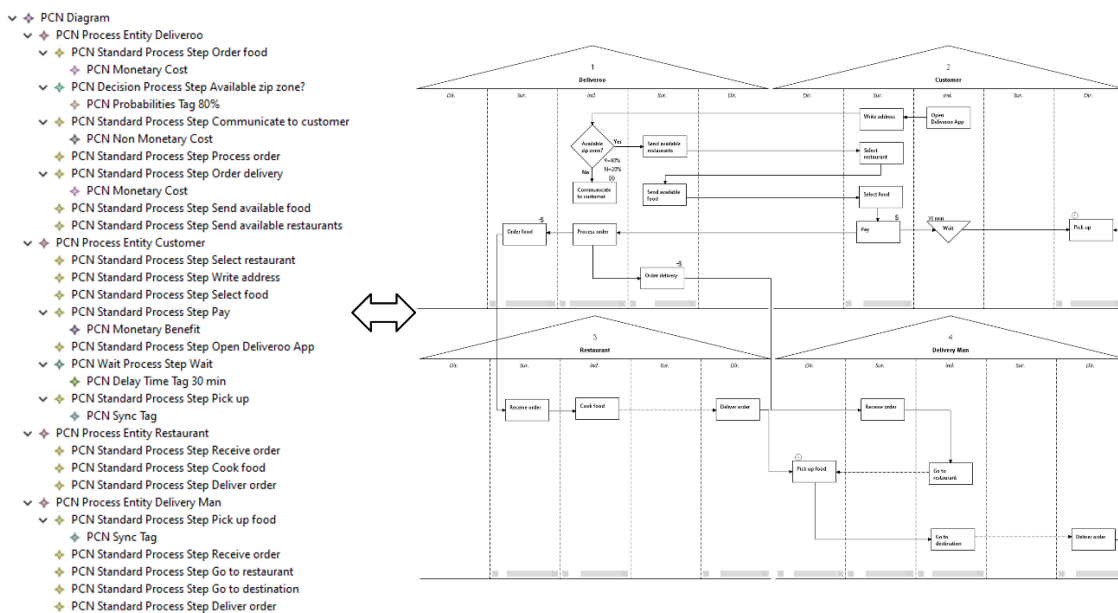 PCN Diagram
PCN Process Entity Deliveroo
PCN Standard Process Step Order food
PCN Monetary Cost
PCN Decision Process Step Available zip zone?
PCN Probabilities Tag 80%
PCN Standard Process Step Communicate to customer
PCN Non Monetary Cost
PCN Standard Process Step Process order
PCN Standard Process Step Order delivery
PCN Monetary Cost
PCN Standard Process Step Send available food
PCN Standard Process Step Send available restaurants
PCN Process Entity Customer
PCN Standard Process Step Select restaurant
PCN Standard Process Step Write address
PCN Standard Process Step Select food
PCN Standard Process Step Pay
PCN Monetary Benefit
PCN Standard Process Step Open Deliveroo App
PCN Wait Process Step Wait
PCN Delay Time Tag 30 min
PCN Standard Process Step Pick up
PCN Sync Tag
PCN Process Entity Restaurant
PCN Standard Process Step Receive order
PCN Standard Process Step Cook food
PCN Standard Process Step Deliver order
PCN Process Entity Delivery Man
PCN Standard Process Step Pick up food
PCN Sync Tag
PCN Standard Process Step Receive order
PCN Standard Process Step Go to restaurant
PCN Standard Process Step Go to destination
PCN Standard Process Step Deliver order
1
Deliveroo
Dir. Sur. Ind. Sur. Dir.
Available
zip zone?
Yes
Y=80%
N=20%
No
Send available
restaurants
Communicate
to customer
Send available
food
Order food
-$
Process order
Order delivery
-$
2
Customer
Dir. Sur. Ind. Sur. Dir.
Write address
Open
Deliveroo App
Select
restaurant
Select food
Pay
$
30 min
Wait
Pick up
3
Restaurant
Dir. Sur. Ind. Sur. Dir.
Receive order
Cook food
Deliver order
4
Delivery Man
Dir. Sur. Ind. Sur. Dir.
Receive order
Pick up food
Go to
restaurant
Go to
destination
Deliver order